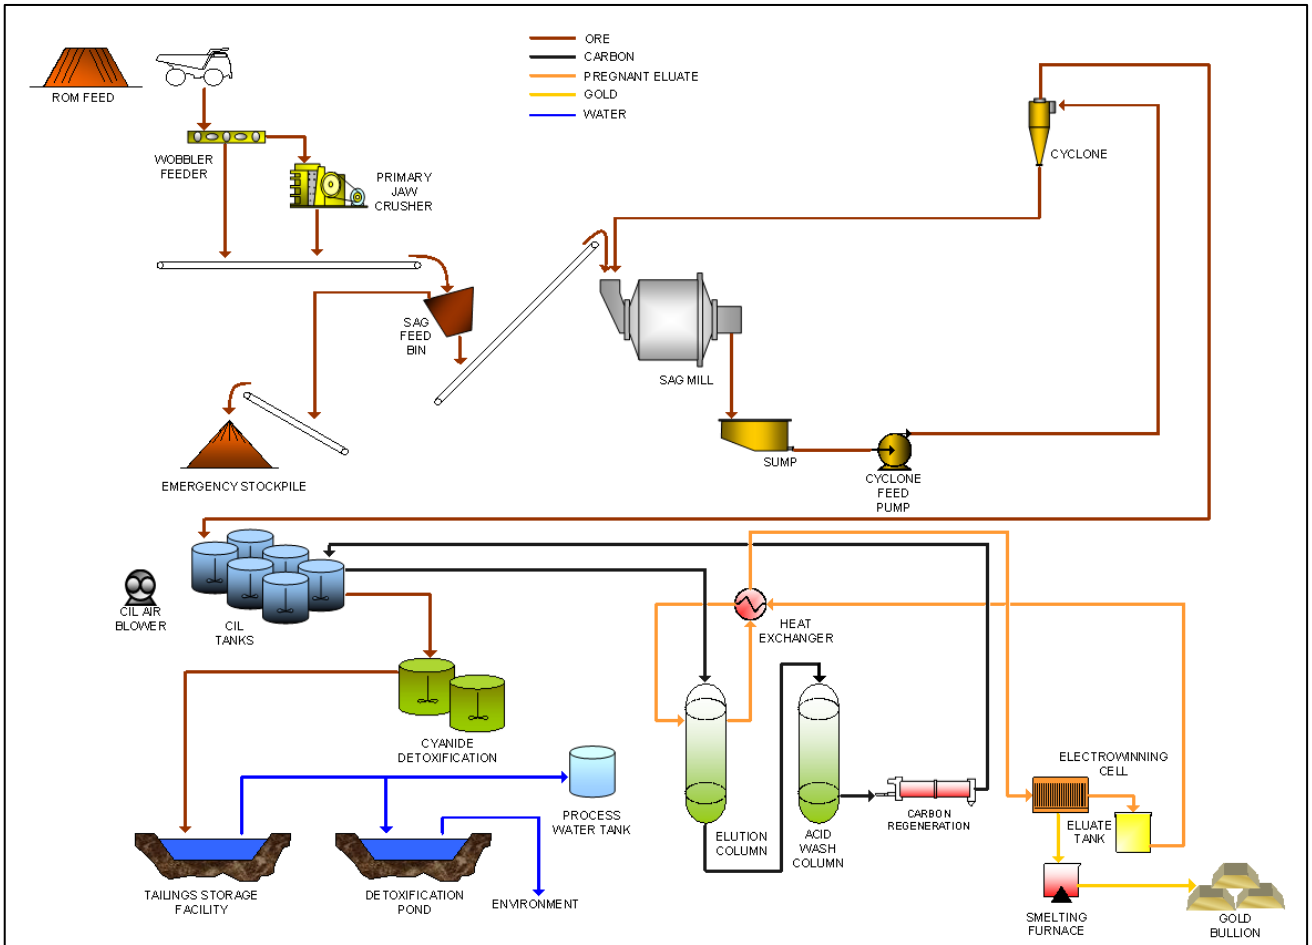 ORE
CARBON
PREGNANT ELUATE
GOLD
WATER
ROM FEED
WOBBLER
FEEDER
PRIMARY
JAW
CRUSHER
CYCLONE
SAG
FEED
BIN
SAG MILL
SUMP
CYCLONE
FEED
PUMP
EMERGENCY STOCKPILE
CIL AIR
BLOWER
CIL
TANKS
HEAT
EXCHANGER
CYANIDE
DETOXIFICATION
PROCESS
WATER TANK
ELUTION
COLUMN
ACID
WASH
COLUMN
CARBON
REGENERATION
ELECTROWINNING
CELL
ELUATE
TANK
TAILINGS STORAGE
FACILITY
DETOXIFICATION
POND
ENVIRONMENT
SMELTING
FURNACE
GOLD
BULLION